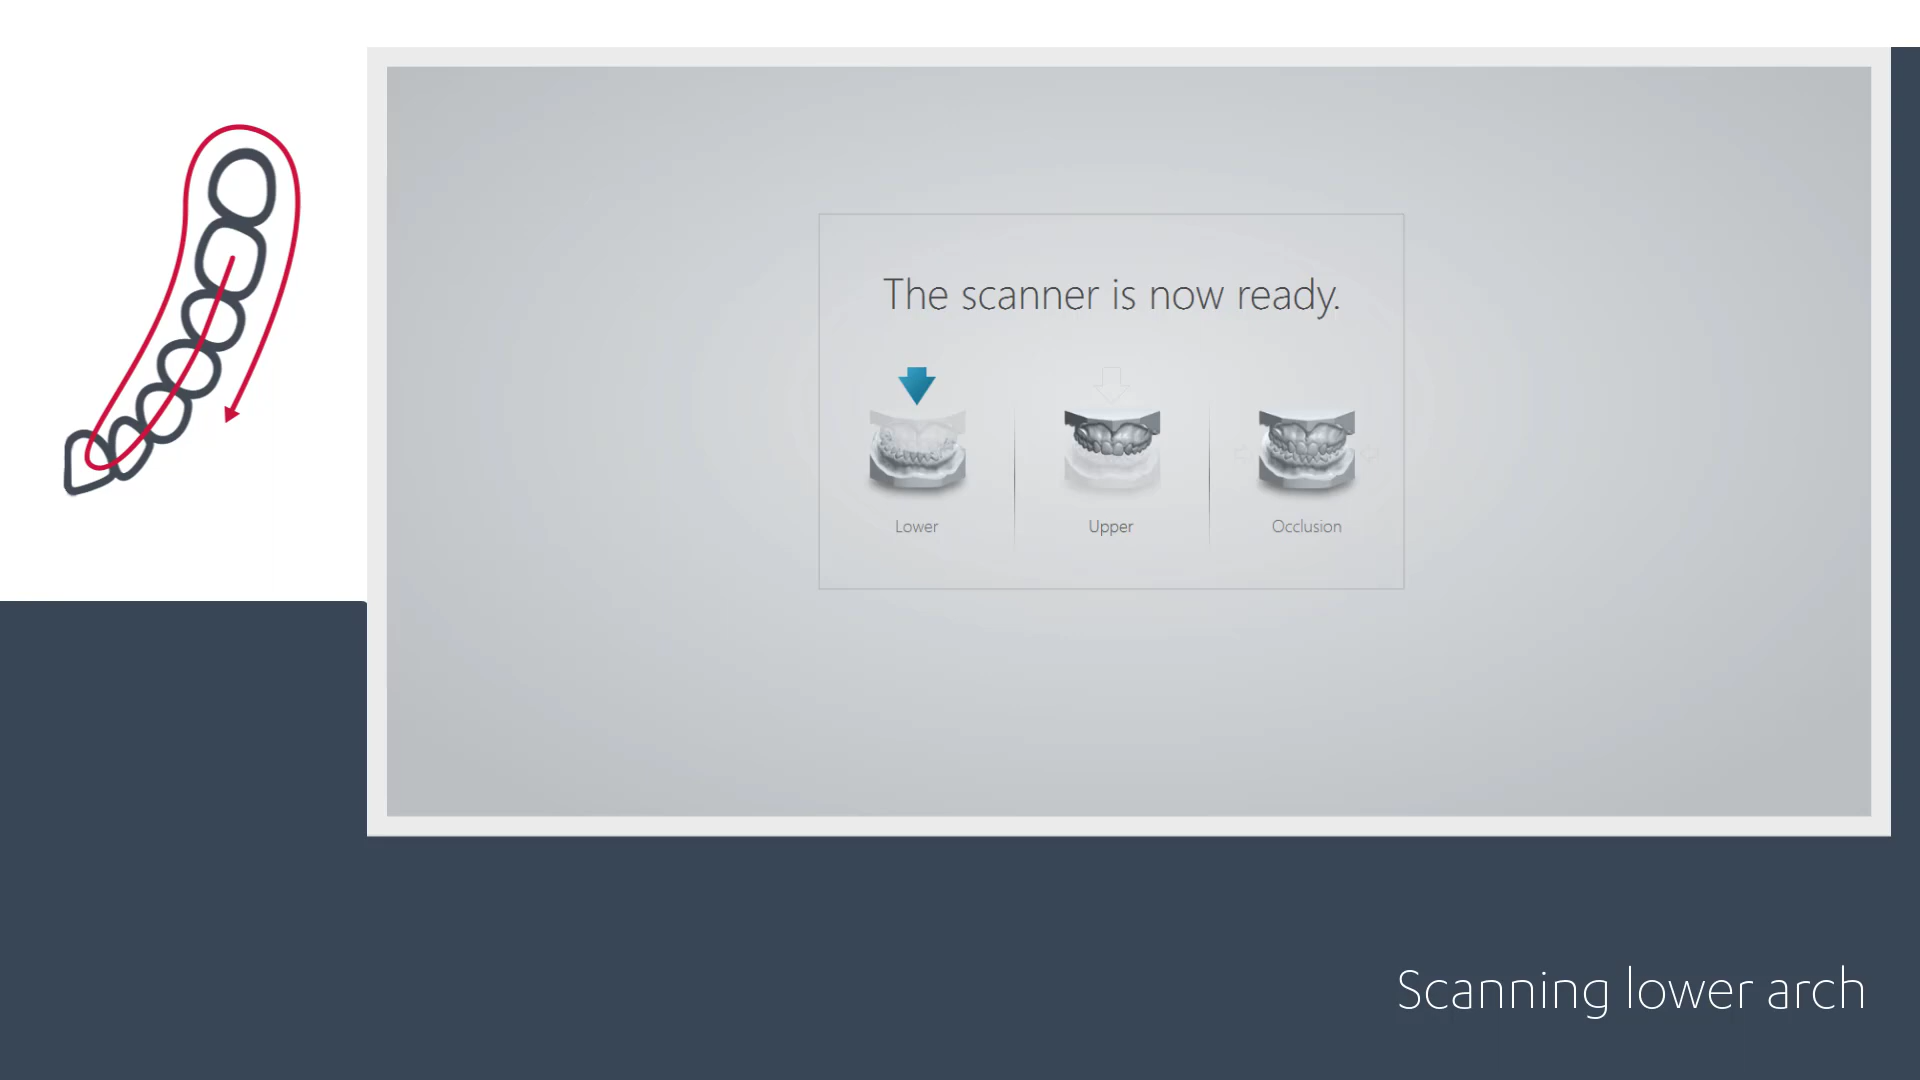 The scanner is now ready.
Lower
Upper
Occlusion
Scanning lower arch